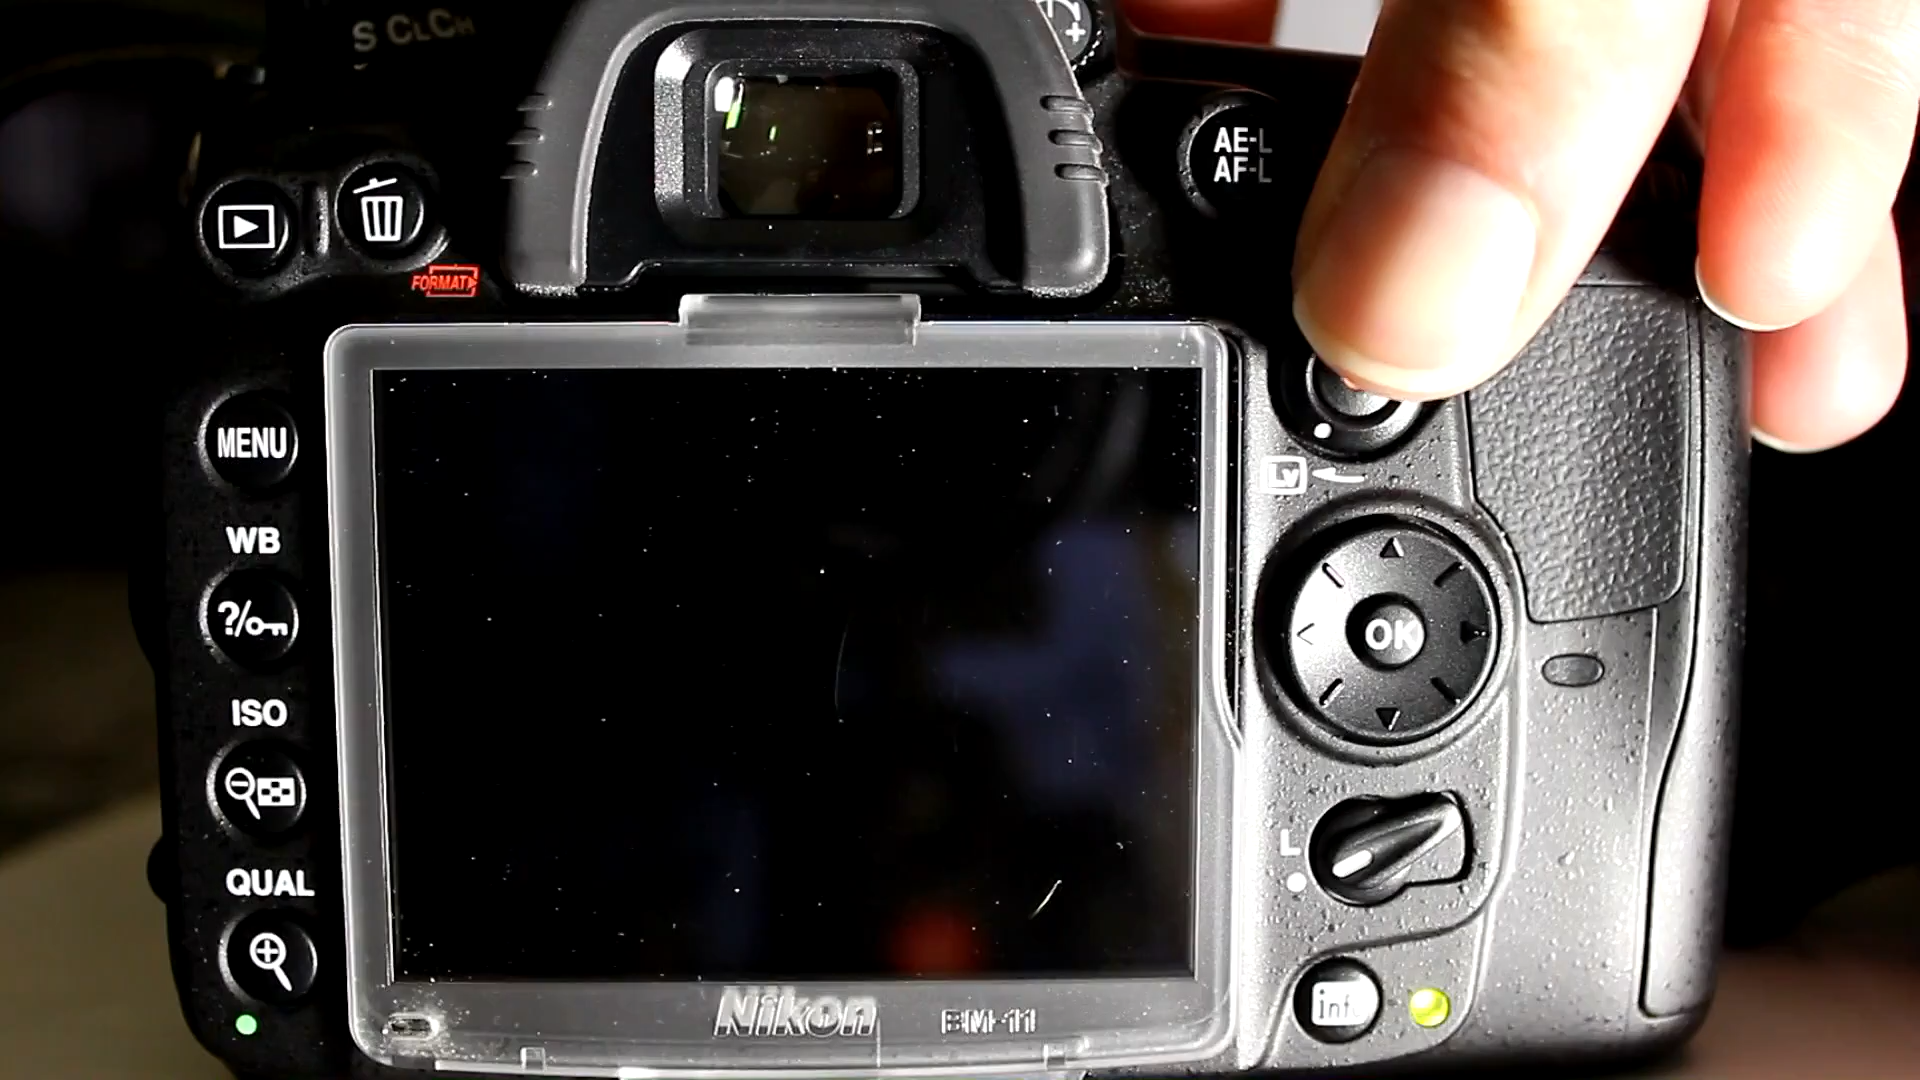 S CL CH
AE-L
AF-L
FORMAT
MENU
Lv
WB
?/
OK
ISO
L
QUAL
info
Nikon BM-11